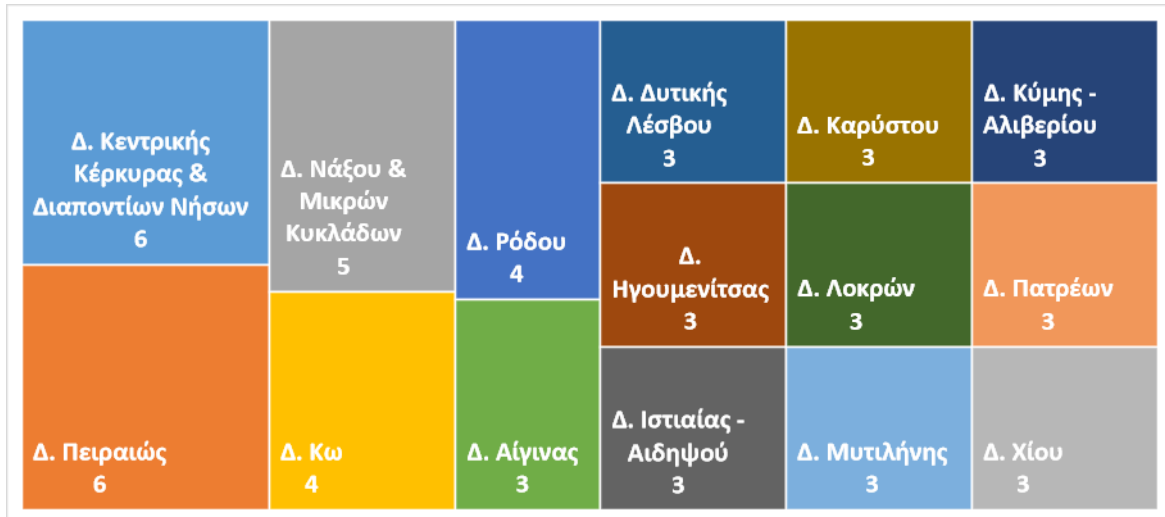 Δ. Κεντρικής
Κέρκυρας &
Διαποντίων Νήσων
6
Δ. Πειραιώς
6
Δ. Νάξου &
Μικρών
Κυκλάδων
5
Δ. Κω
4
Δ. Ρόδου
4
Δ. Αίγινας
3
Δ. Δυτικής
Λέσβου
3
Δ. Καρύστου
3
Δ. Κύμης -
Αλιβερίου
3
Δ.
Ηγουμενίτσας
3
Δ. Λοκρών
3
Δ. Πατρέων
3
Δ. Ιστιαίας -
Αιδηψού
3
Δ. Μυτιλήνης
3
Δ. Χίου
3